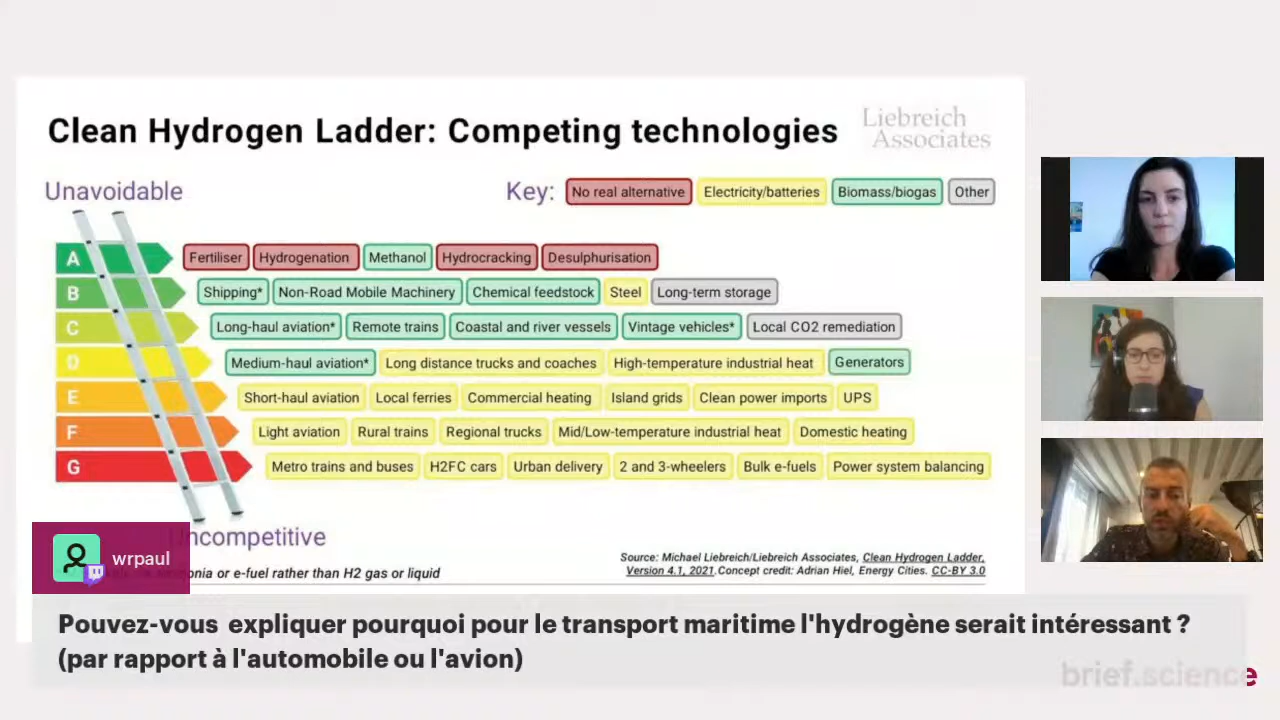 Clean Hydrogen Ladder: Competing technologies
Liebreich
Associates
Unavoidable
Key: No real alternative Electricity/batteries Biomass/biogas Other
A Fertiliser Hydrogenation Methanol Hydrocracking Desulphurisation
B Shipping* Non-Road Mobile Machinery Chemical feedstock Steel Long-term storage
C Long-haul aviation* Remote trains Coastal and river vessels Vintage vehicles* Local CO2 remediation
D Medium-haul aviation* Long distance trucks and coaches High-temperature industrial heat Generators
E Short-haul aviation Local ferries Commercial heating Island grids Clean power imports UPS
F Light aviation Rural trains Regional trucks Mid/Low-temperature industrial heat Domestic heating
G Metro trains and buses H2FC cars Urban delivery 2 and 3-wheelers Bulk e-fuels Power system balancing
ncompetitive
wrpaul
or e-fuel rather than H2 gas or liquid
Source: Michael Liebreich/Liebreich Associates, Clean Hydrogen Ladder,
Version 4.1, 2021.Concept credit: Adrian Hiel, Energy Cities. CC-BY 3.0
Pouvez-vous expliquer pourquoi pour le transport maritime l'hydrogène serait intéressant ?
(par rapport à l'automobile ou l'avion)
brief.science